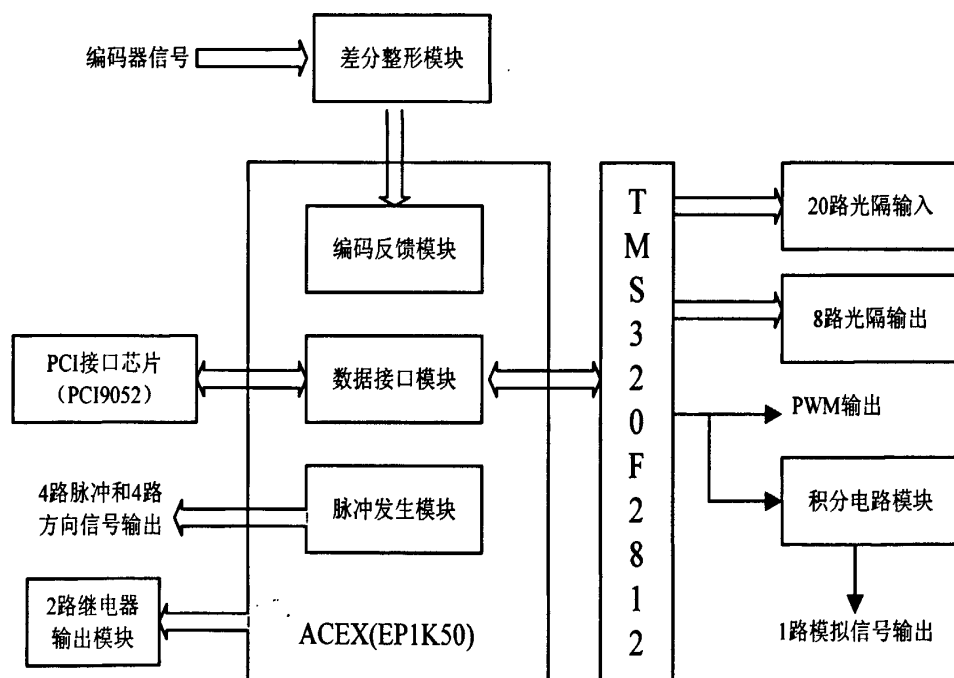 编码器信号
差分整形模块
编码反馈模块
PCI接口芯片
（PCI9052）
数据接口模块
4路脉冲和4路
方向信号输出
脉冲发生模块
2路继电器
输出模块
ACEX(EP1K50)
TMS320F2812
20路光隔输入
8路光隔输出
PWM输出
积分电路模块
1路模拟信号输出